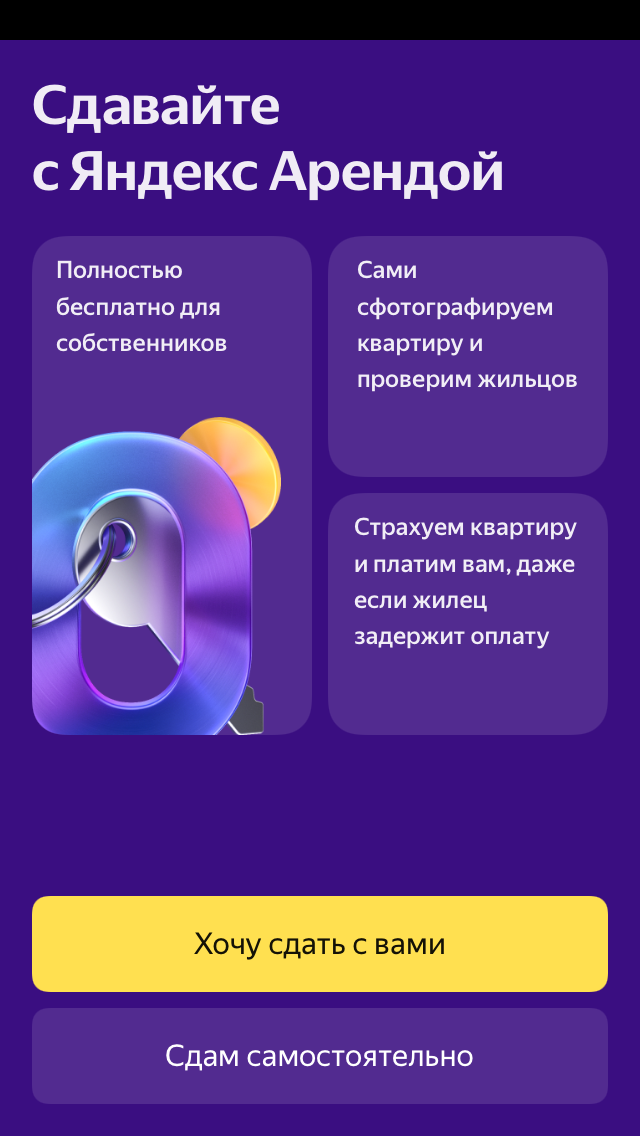 Сдавайте
с Яндекс Арендой
Полностью
бесплатно для
собственников
Сами
сфотографируем
квартиру и
проверим жильцов
Страхуем квартиру
и платим вам, даже
если жилец
задержит оплату
Хочу сдать с вами
Сдам самостоятельно